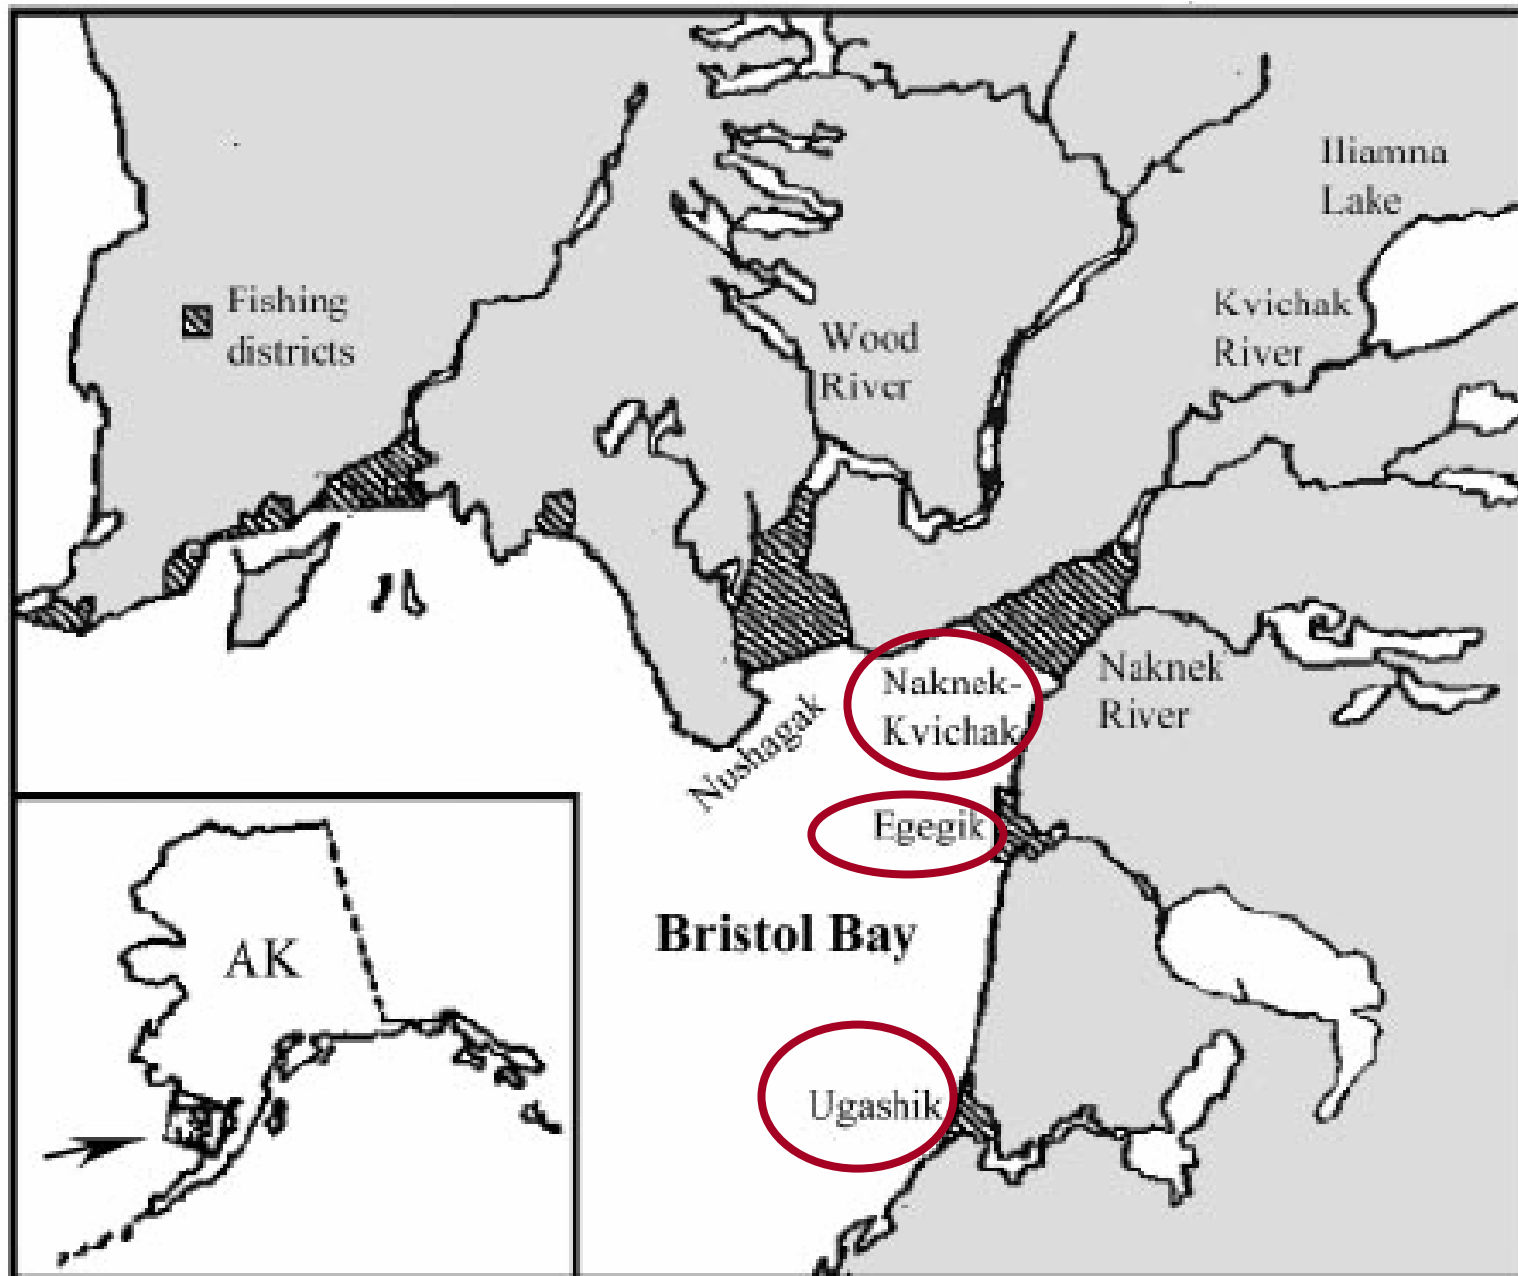 Iliamna
Lake
Fishing
districts
Kvichak
River
Wood
River
Naknek-
Kvichak
Naknek
River
Nushagak
Egegik
Bristol Bay
AK
Ugashik